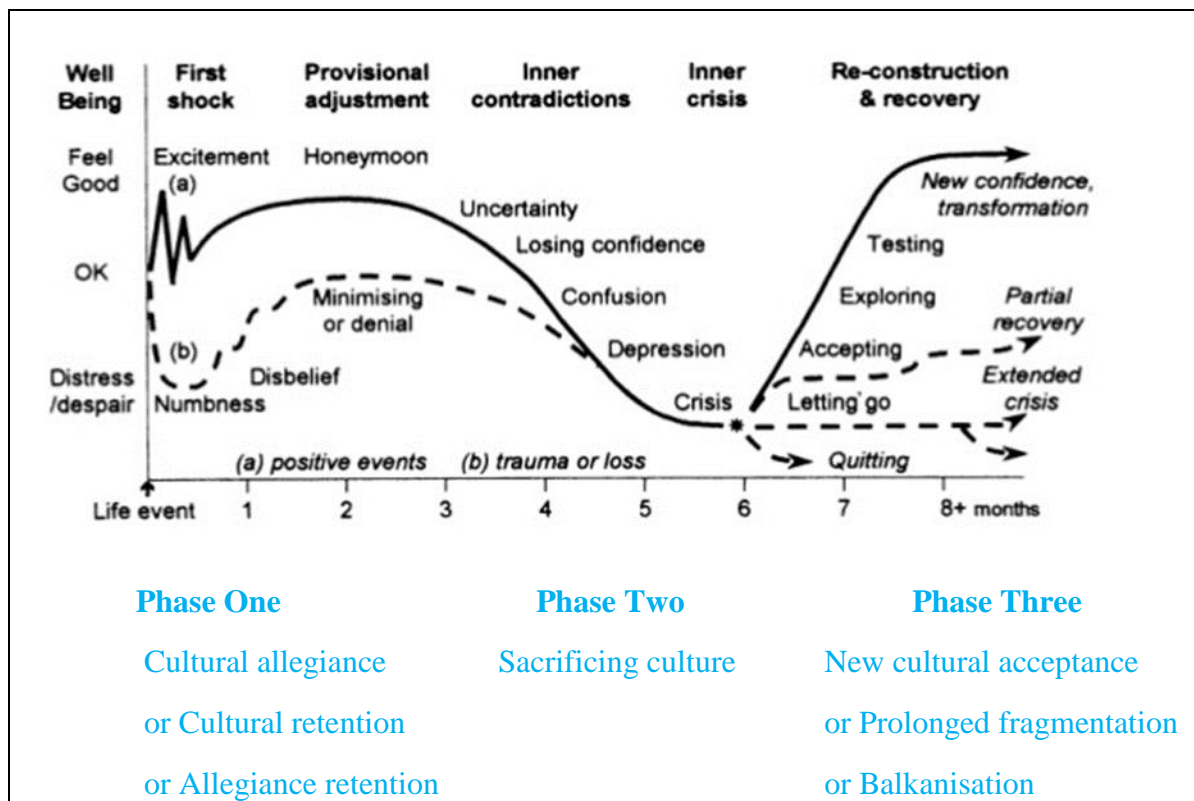 Well First Provisional Inner Inner Re-construction
Being shock adjustment contradictions crisis & recovery
Feel Excitement Honeymoon
Good (a)
New confidence,
transformation
Uncertainty
Losing confidence
Testing
OK
Minimising
or denial
Confusion
Exploring
Partial
recovery
(b)
Depression
Accepting
Distress
/despair
Disbelief
Numbness
Crisis
Letting go
Extended
crisis
(a) positive events (b) trauma or loss
Quitting
Life event 1 2 3 4 5 6 7 8+ months
Phase One Phase Two Phase Three
Cultural allegiance Sacrificing culture New cultural acceptance
or Cultural retention or Prolonged fragmentation
or Allegiance retention or Balkanisation